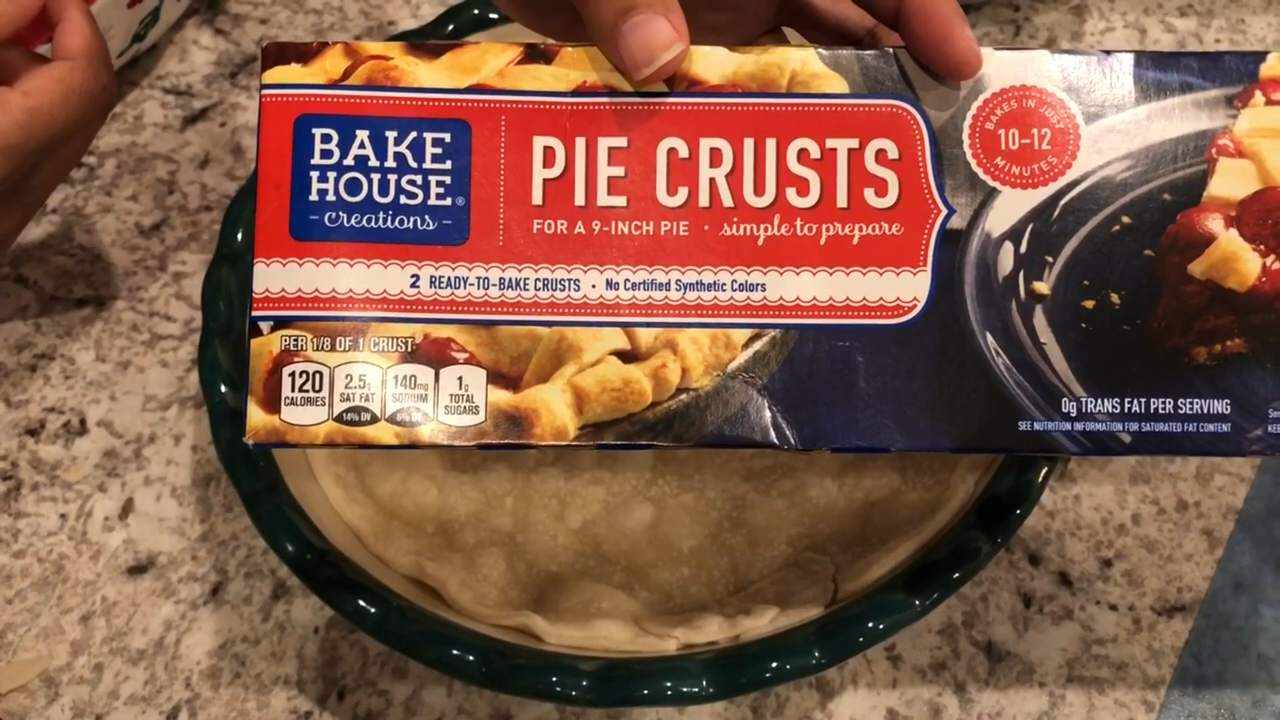 BAKE
HOUSE®
- creations -
PIE CRUSTS
FOR A 9-INCH PIE • simple to prepare
2 READY-TO-BAKE CRUSTS • No Certified Synthetic Colors
BAKES IN JUST
10-12
MINUTES
PER 1/8 OF 1 CRUST
120
CALORIES
2.5g
SAT FAT
14% DV
140mg
SODIUM
6% DV
1g
TOTAL
SUGARS
0g TRANS FAT PER SERVING
SEE NUTRITION INFORMATION FOR SATURATED FAT CONTENT